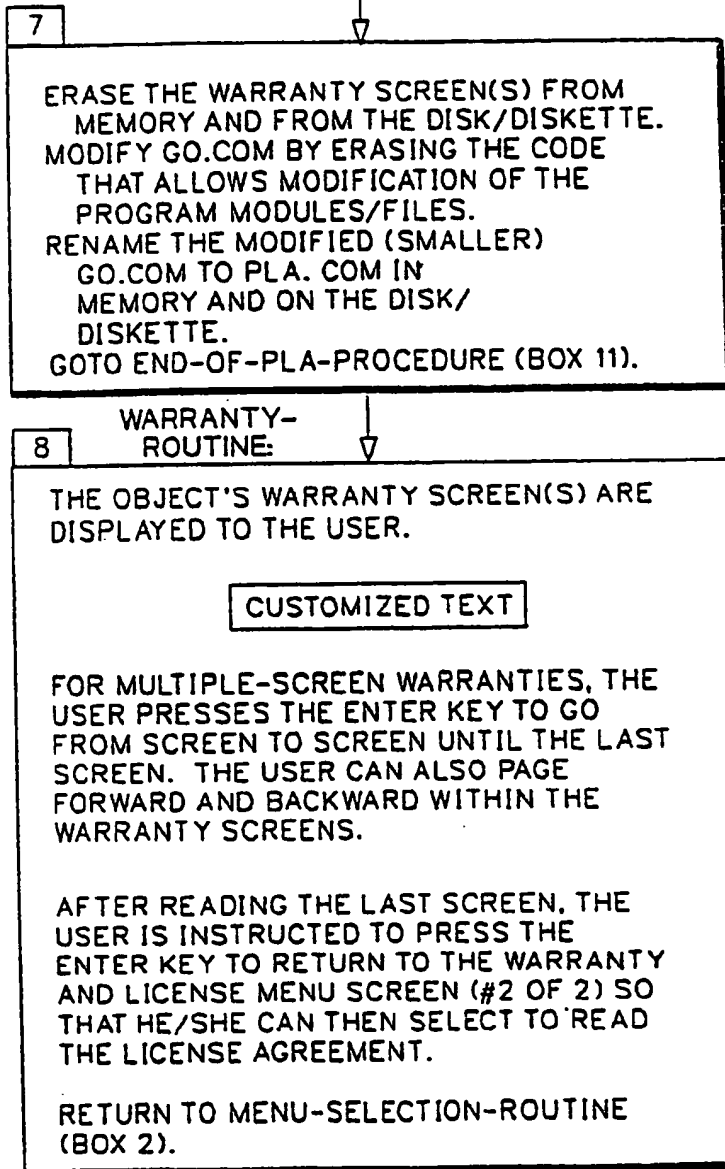 7
ERASE THE WARRANTY SCREEN(S) FROM
MEMORY AND FROM THE DISK/DISKETTE.
MODIFY GO.COM BY ERASING THE CODE
THAT ALLOWS MODIFICATION OF THE
PROGRAM MODULES/FILES.
RENAME THE MODIFIED (SMALLER)
GO.COM TO PLA. COM IN
MEMORY AND ON THE DISK/
DISKETTE.
GOTO END-OF-PLA-PROCEDURE (BOX 11).
WARRANTY-
ROUTINE:
8
THE OBJECT'S WARRANTY SCREEN(S) ARE
DISPLAYED TO THE USER.
CUSTOMIZED TEXT
FOR MULTIPLE-SCREEN WARRANTIES, THE
USER PRESSES THE ENTER KEY TO GO
FROM SCREEN TO SCREEN UNTIL THE LAST
SCREEN. THE USER CAN ALSO PAGE
FORWARD AND BACKWARD WITHIN THE
WARRANTY SCREENS.
AFTER READING THE LAST SCREEN, THE
USER IS INSTRUCTED TO PRESS THE
ENTER KEY TO RETURN TO THE WARRANTY
AND LICENSE MENU SCREEN (#2 OF 2) SO
THAT HE/SHE CAN THEN SELECT TO READ
THE LICENSE AGREEMENT.
RETURN TO MENU-SELECTION-ROUTINE
(BOX 2).